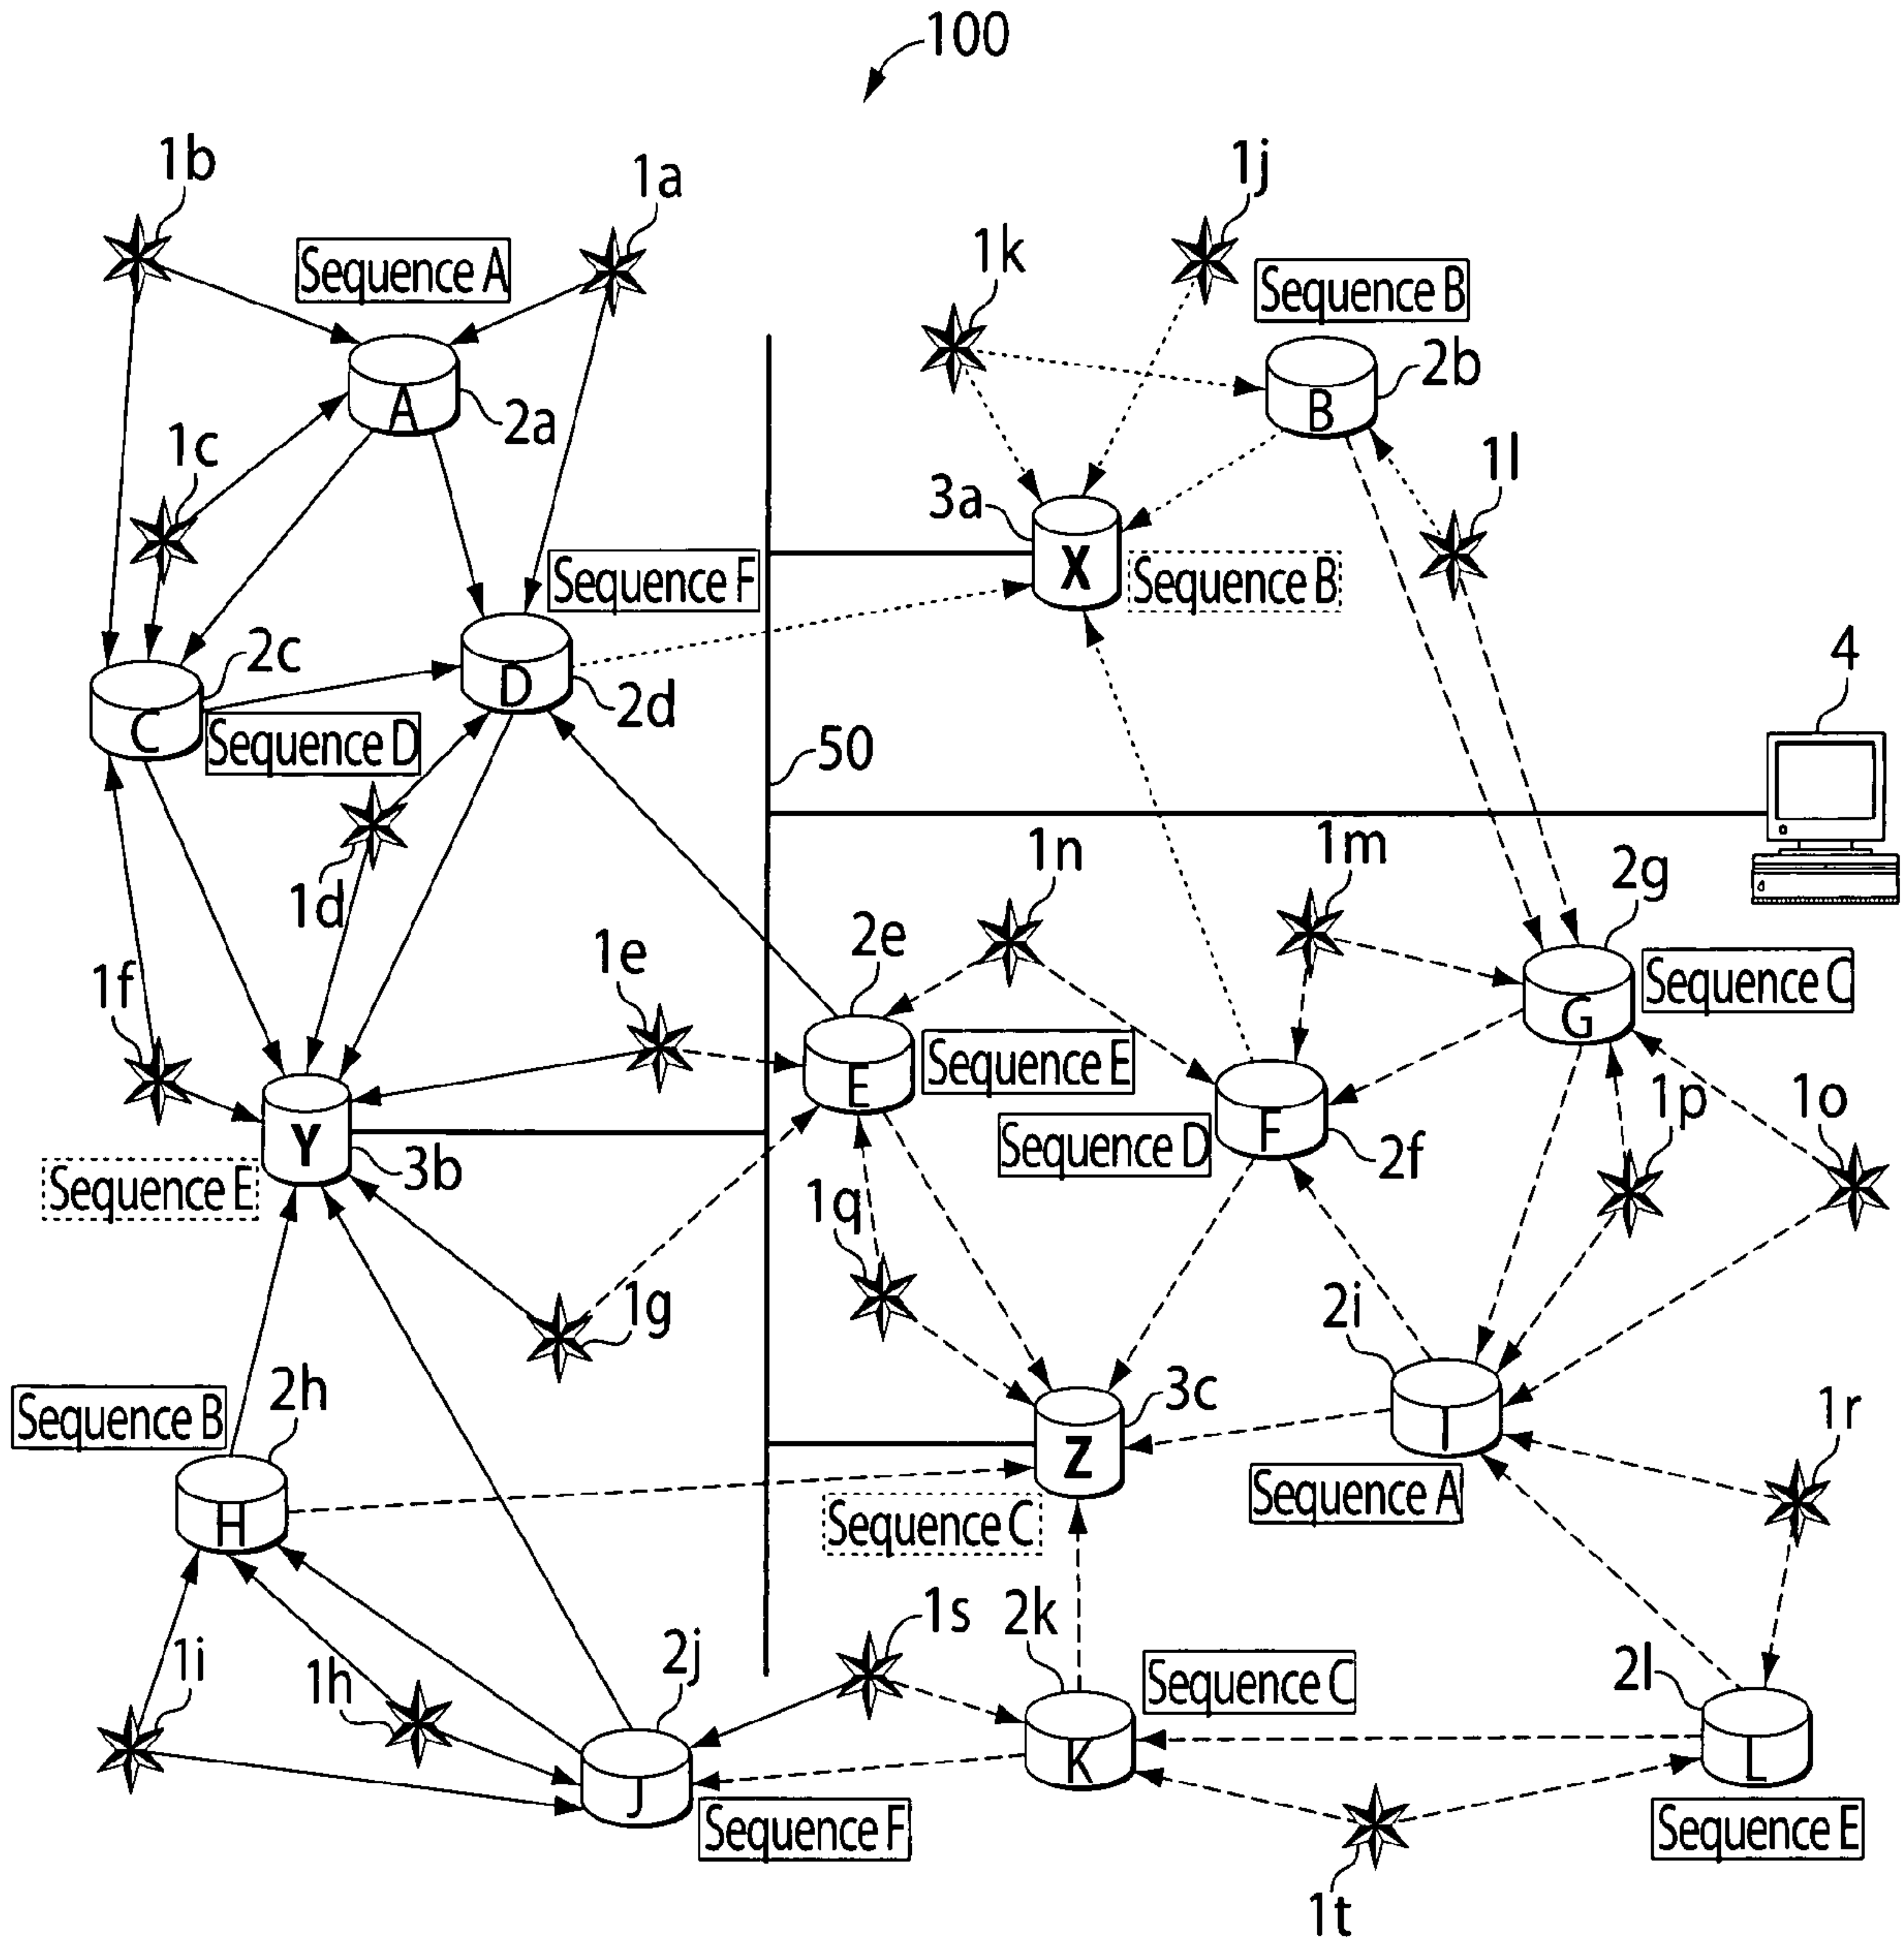 100
1b
1a
1j
1k
Sequence A
Sequence B
A
2a
B
2b
1c
1l
3a
X
Sequence F
Sequence B
2c
C
D
2d
Sequence D
4
50
1d
1n
1m
2g
1f
1e
2e
G
Sequence C
E
Sequence E
F
1p
1o
Y
3b
Sequence D
2f
Sequence E
1q
1g
2i
Sequence B
2h
3c
I
1r
Z
H
Sequence A
Sequence C
1s
2k
1i
1h
2j
Sequence C
2l
K
L
J
Sequence F
Sequence E
1t